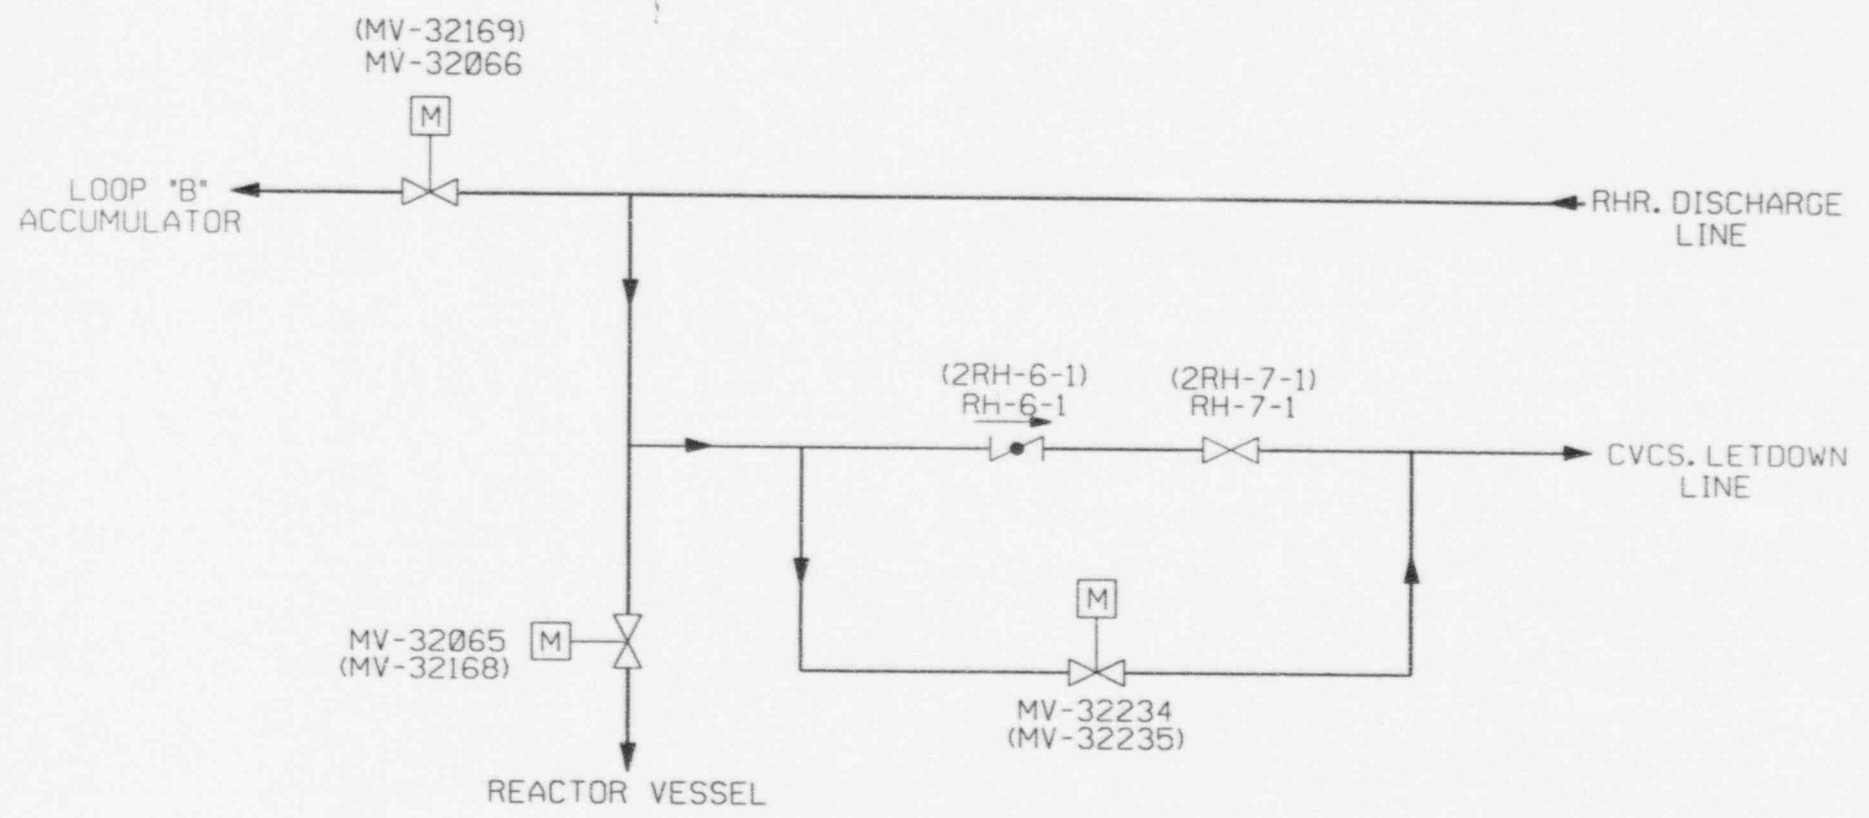 (MV-32169)
MV-32066
M
LOOP "B"
ACCUMULATOR
RHR. DISCHARGE
LINE
(2RH-6-1)
RH-6-1
(2RH-7-1)
RH-7-1
CVCS. LETDOWN
LINE
M
MV-32065
(MV-32168)
M
MV-32234
(MV-32235)
REACTOR VESSEL